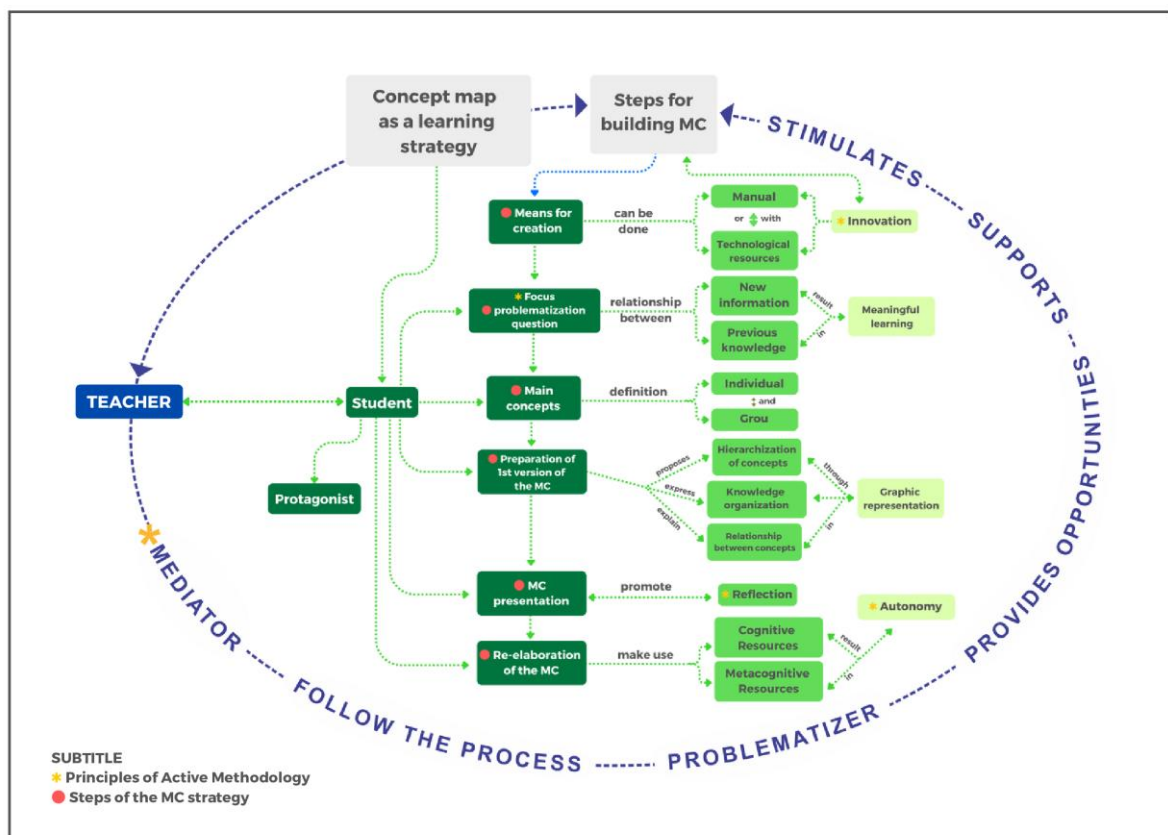 Concept map
as a learning
strategy
Steps for
building MC
STIMULATES
SUPPORTS
PROVIDES OPPORTUNITIES
PROBLEMATIZER
FOLLOW THE PROCESS
*MEDIATOR
TEACHER
Student
Protagonist
Means for
creation
can be
done
Manual
or with
Technological
resources
* Innovation
* Focus
problematization
question
relationship
between
New
information
Previous
knowledge
result
in
Meaningful
learning
Main
concepts
definition
Individual
and
Grou
Preparation of
1st version of
the MC
proposes
express
explain
Hierarchization
of concepts
Knowledge
organization
Relationship
between concepts
through
in
Graphic
representation
MC
presentation
promote
* Reflection
Re-elaboration
of the MC
make use
Cognitive
Resources
Metacognitive
Resources
result
in
* Autonomy
SUBTITLE
* Principles of Active Methodology
Steps of the MC strategy